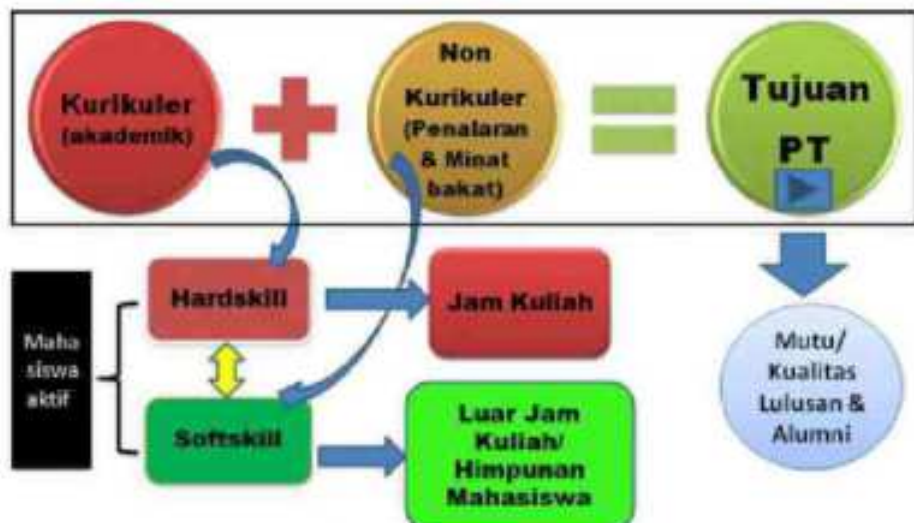 Kurikuler
(akademik)
Non
Kurikuler
(Penalaran
& Minat
bakat)
Tujuan
PT
Maha
siswa
aktif
Hardskill
Jam Kuliah
Softskill
Luar Jam
Kuliah/
Himpunan
Mahasiswa
Mutu/
Kualitas
Lulusan &
Alumni